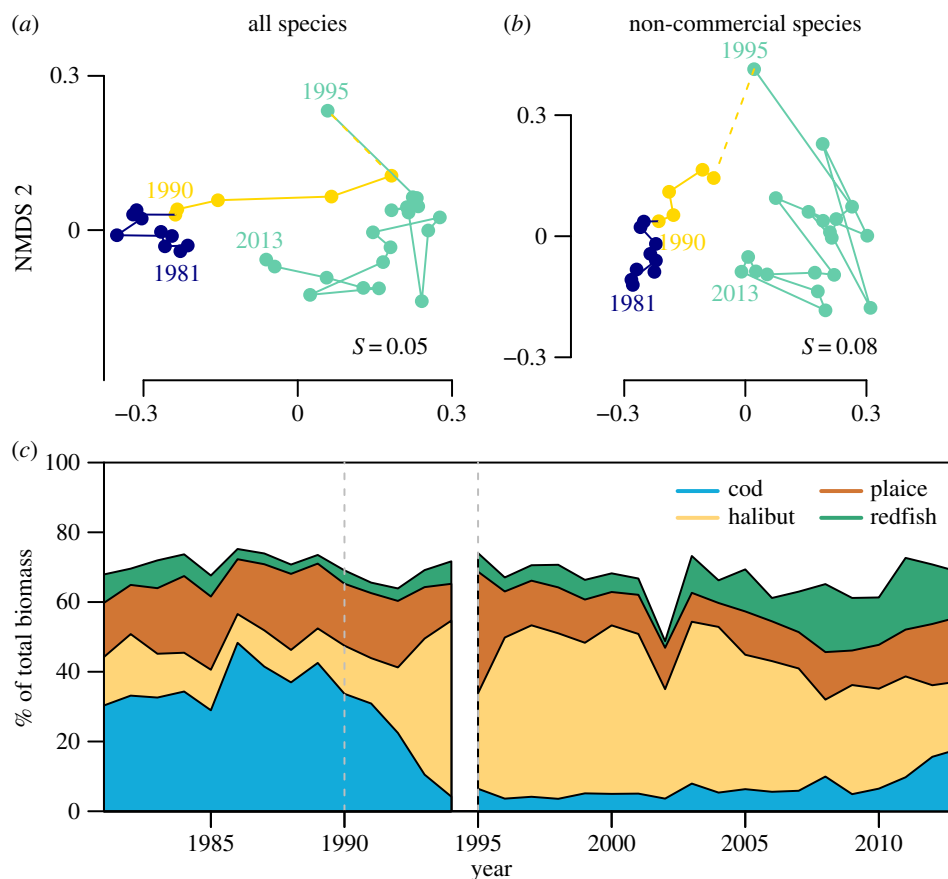 (a) all species
(b) non-commercial species
0.3
0
NMDS 2
1995
1990
2013
1981
S = 0.05
−0.3 0 0.3
0.3
0
−0.3
1995
1990
1981
2013
S = 0.08
−0.3 0 0.3
(c)
100
80
60
40
20
0
% of total biomass
cod plaice
halibut redfish
1985 1990 1995 2000 2005 2010
year